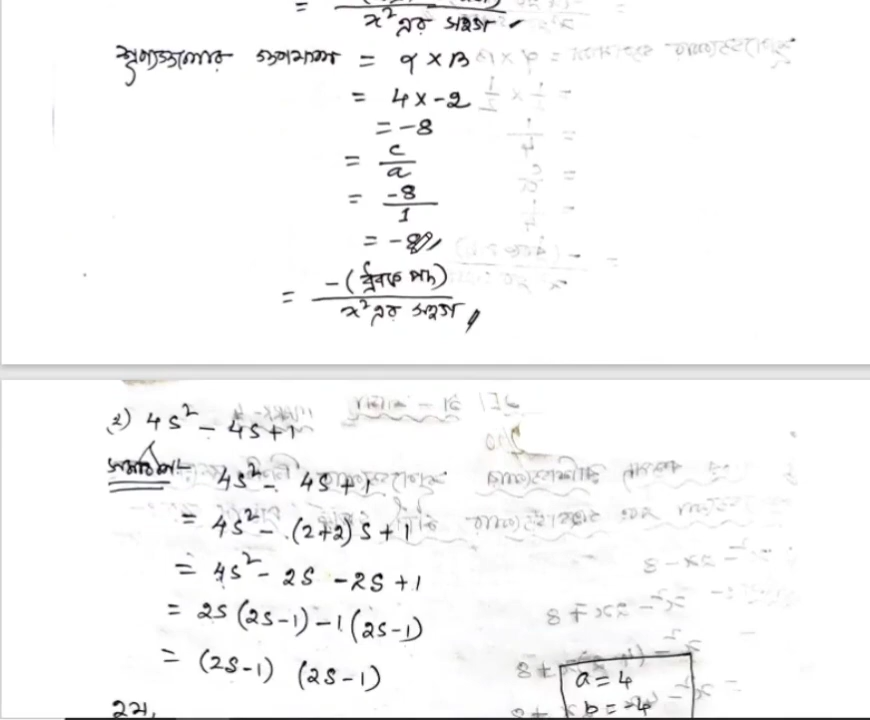 =
x² এর সহগ
শূন্যগুলোর গুণফল = α × β
= 4 × -2
= -8
= c/a
= -8/1
= -8
= -(ধ্রুবক পদ)/x² এর সহগ
২) 4s² - 4s + 1
সমাধান:- 4s² - 4s + 1
= 4s² - (2+2) s + 1
= 4s² - 2s - 2s + 1
= 2s (2s-1) - 1 (2s-1)
= (2s-1) (2s-1)
a = 4
b = -4